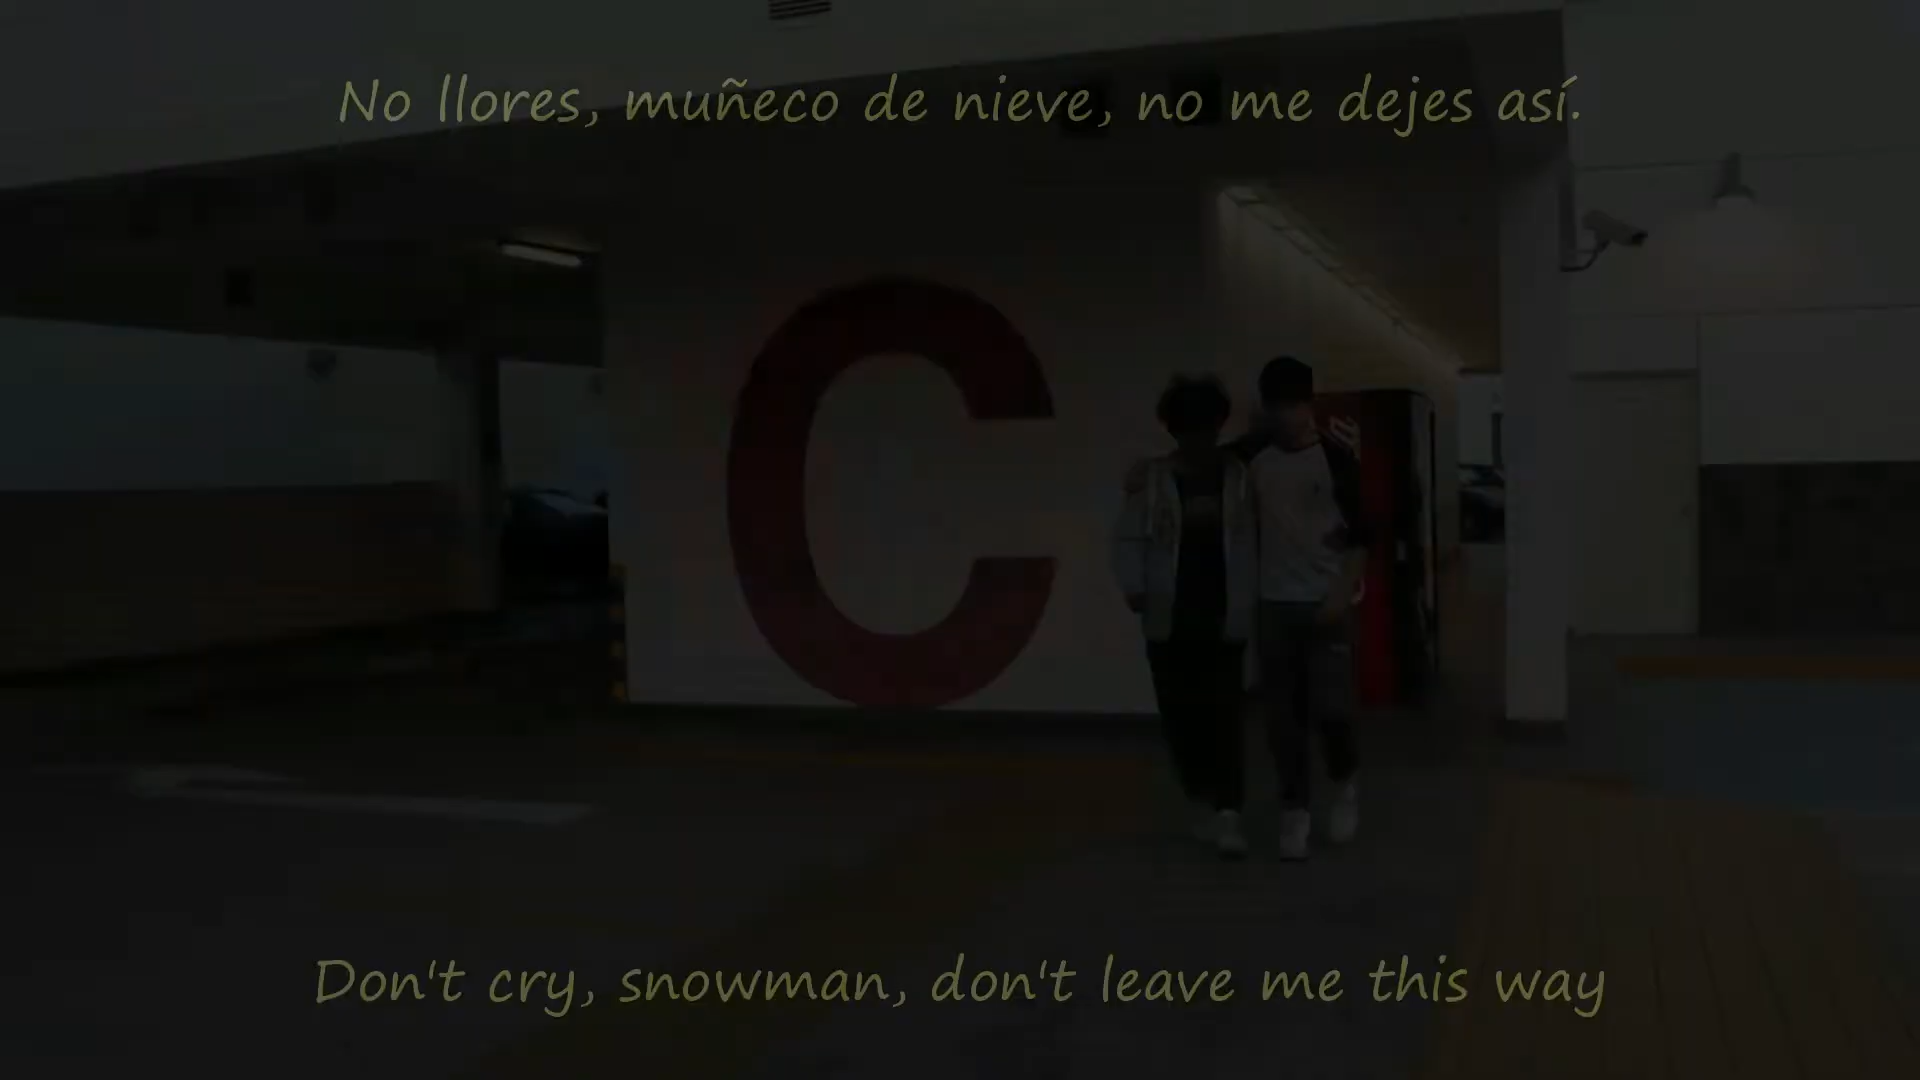 No llores, muñeco de nieve, no me dejes así.
C
Don't cry, snowman, don't leave me this way